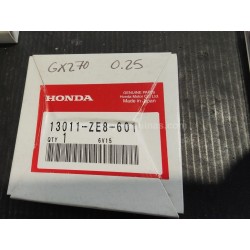 GX270 0.25
GENUINE PARTS
Honda Motor Co., Ltd.
Made in Japan
HONDA
13011-ZE8-601
QTY 1 6V15